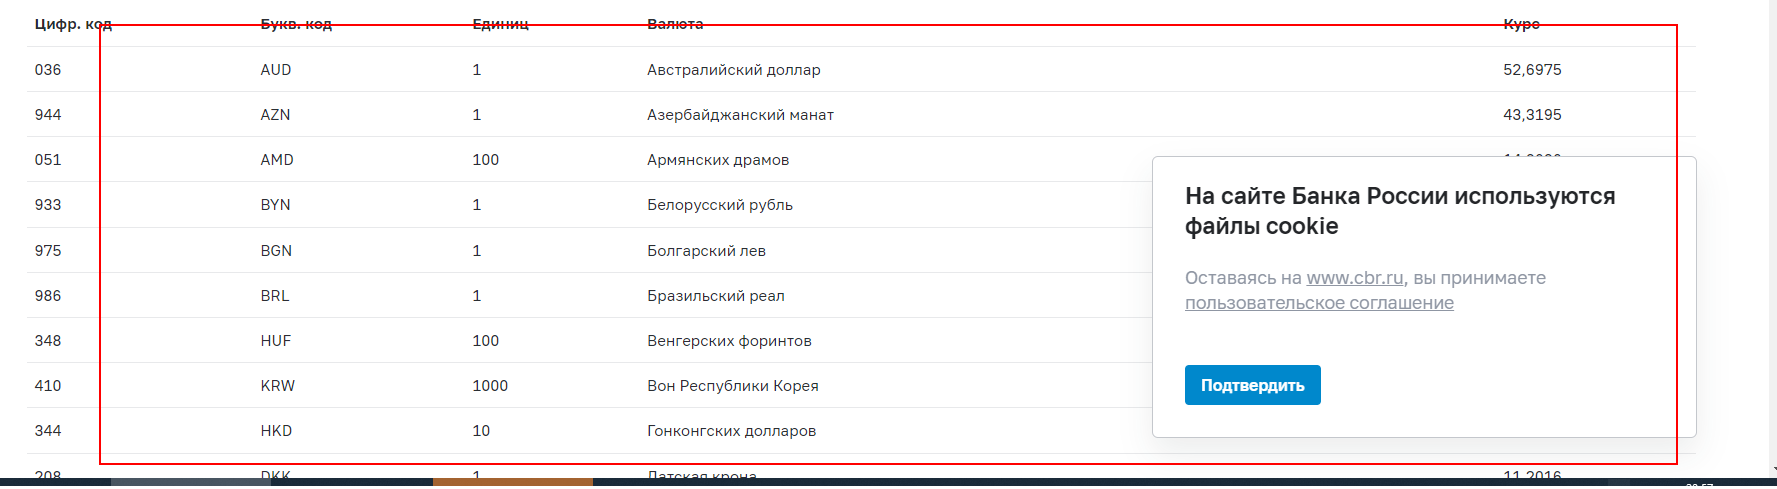 Цифр. код Букв. код Единиц Валюта Курс
036 AUD 1 Австралийский доллар 52,6975
944 AZN 1 Азербайджанский манат 43,3195
051 AMD 100 Армянских драмов
933 BYN 1 Белорусский рубль
975 BGN 1 Болгарский лев
986 BRL 1 Бразильский реал
348 HUF 100 Венгерских форинтов
410 KRW 1000 Вон Республики Корея
344 HKD 10 Гонконгских долларов
208 DKK 1 Датская крона 11,2016
На сайте Банка России используются
файлы cookie
Оставаясь на www.cbr.ru, вы принимаете
пользовательское соглашение
Подтвердить